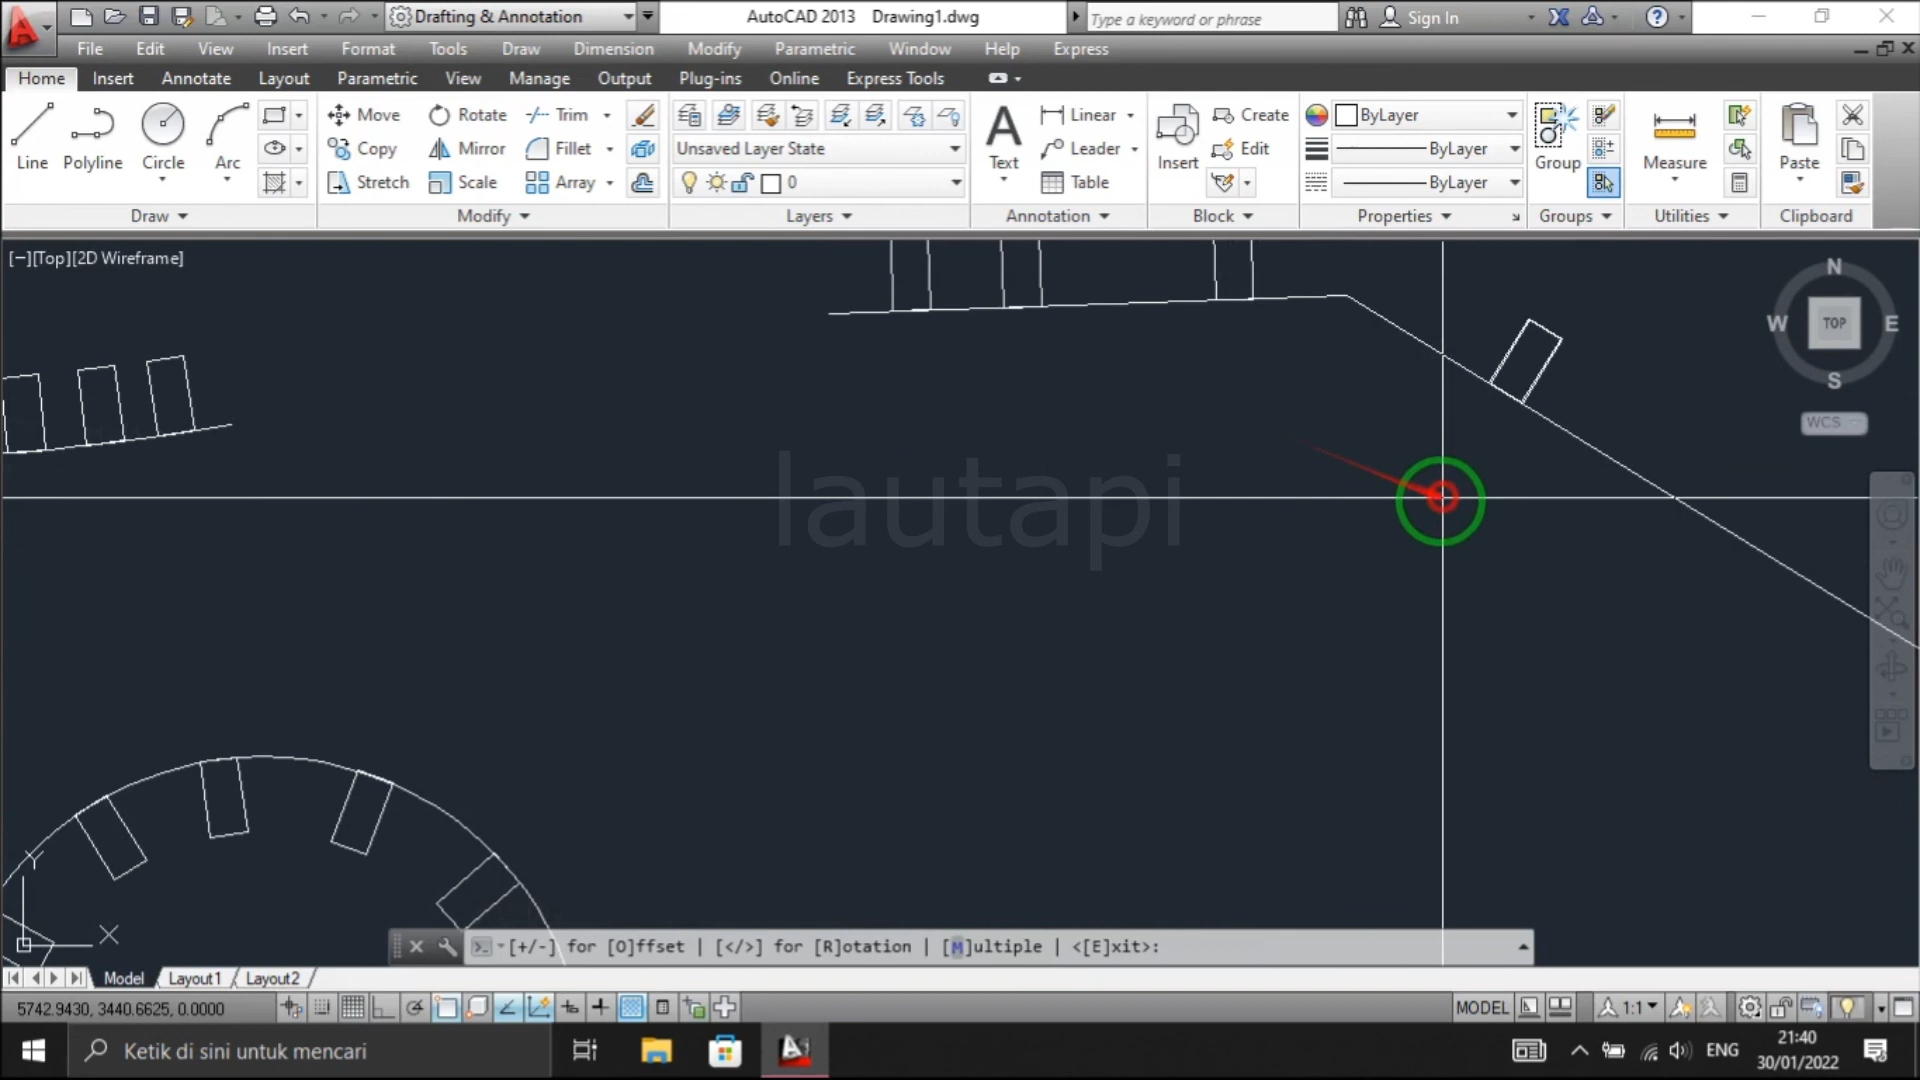 Drafting & Annotation
AutoCAD 2013 Drawing1.dwg
Type a keyword or phrase
Sign In
File Edit View Insert Format Tools Draw Dimension Modify Parametric Window Help Express
Home Insert Annotate Layout Parametric View Manage Output Plug-ins Online Express Tools
Line Polyline Circle Arc
Move Rotate Trim
Copy Mirror Fillet
Stretch Scale Array
Unsaved Layer State
0
Text
Linear
Leader
Table
Insert
Create
Edit
ByLayer
ByLayer
ByLayer
Group
Measure
Paste
Draw Modify Layers Annotation Block Properties Groups Utilities Clipboard
[−][Top][2D Wireframe]
N
W TOP E
S
WCS
lautapi
Y
X
[+/-] for [O]ffset | [</>] for [R]otation | [M]ultiple | <[E]xit>:
Model Layout1 Layout2
5742.9430, 3440.6625, 0.0000
MODEL
1:1
Ketik di sini untuk mencari
ENG
21:40
30/01/2022